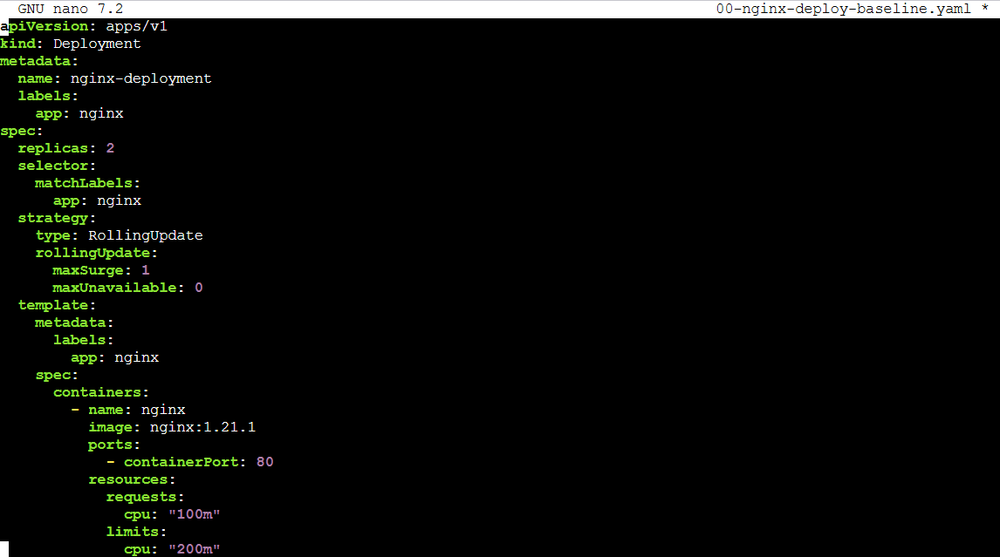 GNU nano 7.2 00-nginx-deploy-baseline.yaml *
apiVersion: apps/v1
kind: Deployment
metadata:
  name: nginx-deployment
  labels:
    app: nginx
spec:
  replicas: 2
  selector:
    matchLabels:
      app: nginx
  strategy:
    type: RollingUpdate
    rollingUpdate:
      maxSurge: 1
      maxUnavailable: 0
  template:
    metadata:
      labels:
        app: nginx
    spec:
      containers:
        - name: nginx
          image: nginx:1.21.1
          ports:
            - containerPort: 80
          resources:
            requests:
              cpu: "100m"
            limits:
              cpu: "200m"